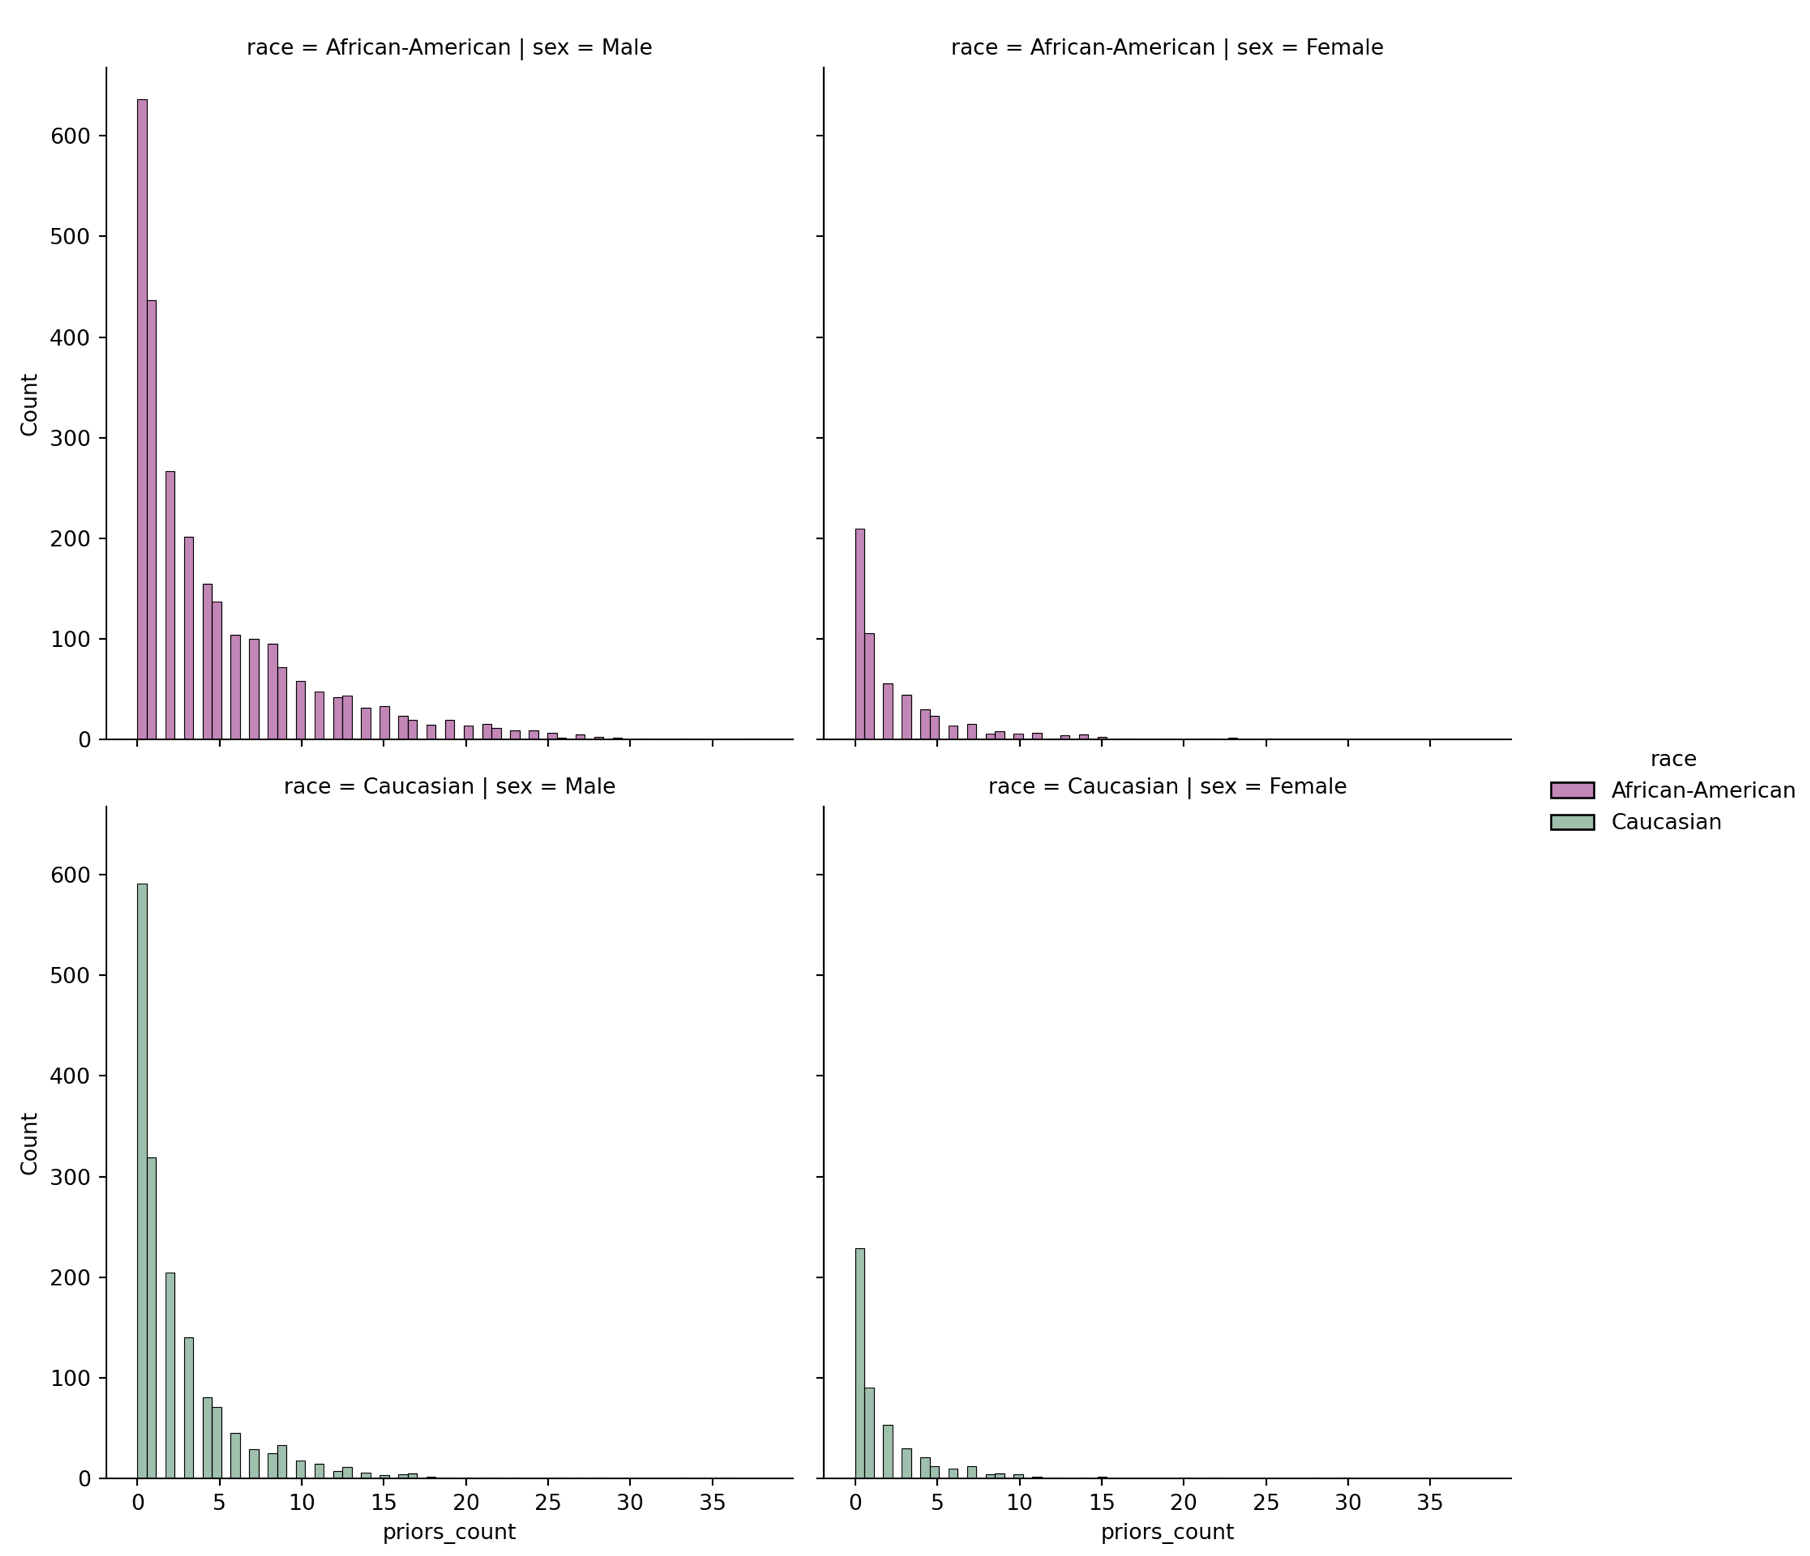 race = African-American | sex = Male
race = African-American | sex = Female
600
500
400
300
200
100
0
Count
race = Caucasian | sex = Male
race = Caucasian | sex = Female
600
500
400
300
200
100
0
Count
0 5 10 15 20 25 30 35
priors_count
0 5 10 15 20 25 30 35
priors_count
race
African-American
Caucasian